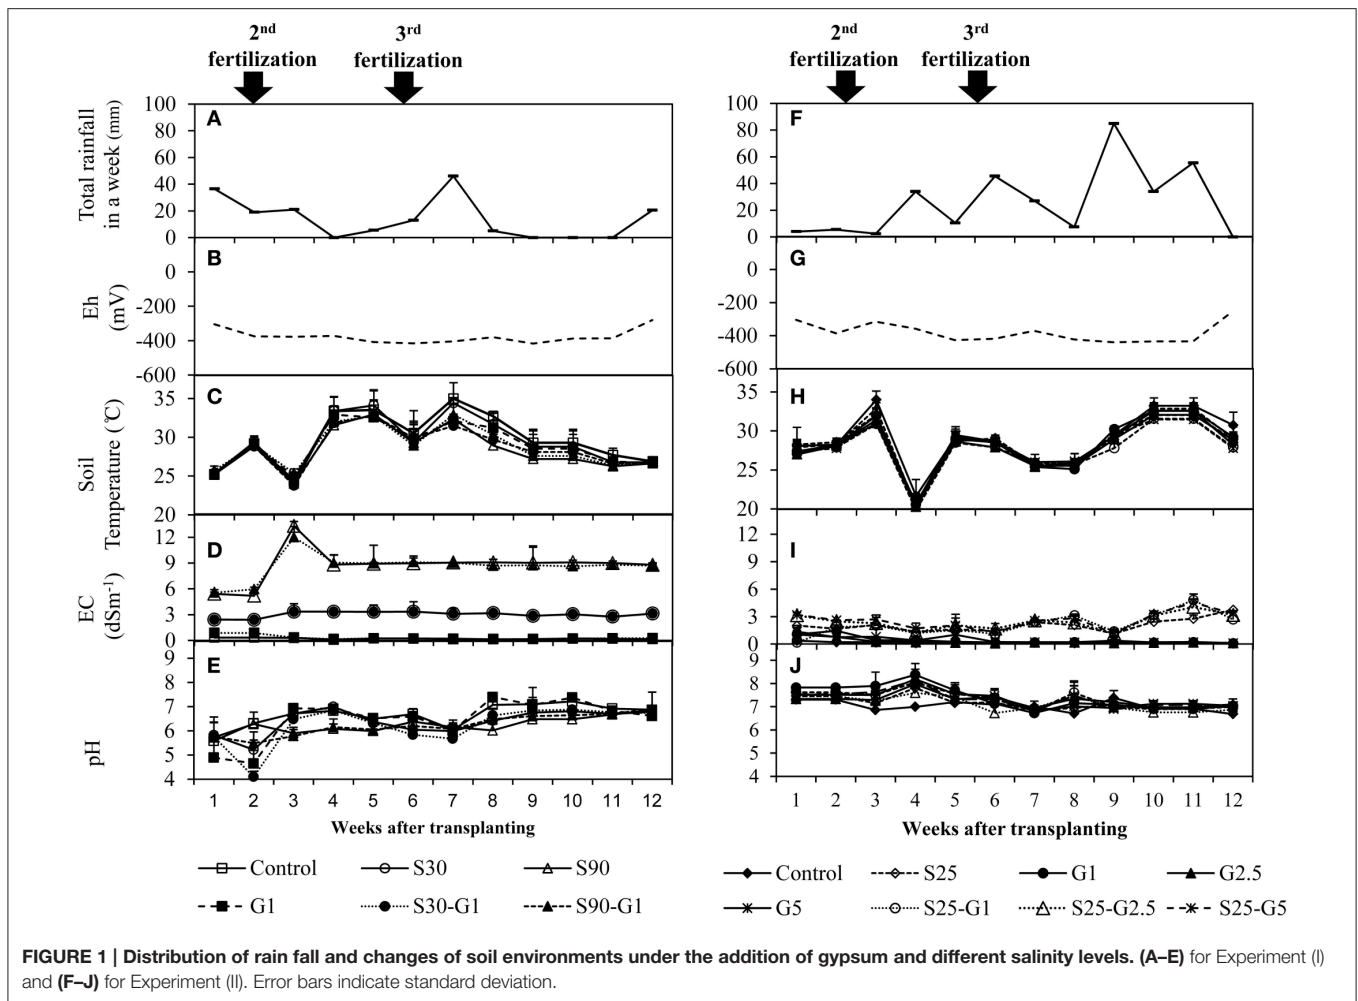 2nd
fertilization
3rd
fertilization
2nd
fertilization
3rd
fertilization
Total rainfall
in a week (mm)
100
80
60
40
20
0
A
100
80
60
40
20
0
F
Eh
(mV)
0
-200
-400
-600
B
0
-200
-400
-600
G
Soil
Temperature (℃)
35
30
25
20
C
35
30
25
20
H
EC
(dSm-1)
12
9
6
3
0
D
12
9
6
3
0
I
pH
9
8
7
6
5
4
E
9
8
7
6
5
4
J
1 2 3 4 5 6 7 8 9 10 11 12
Weeks after transplanting
1 2 3 4 5 6 7 8 9 10 11 12
Weeks after transplanting
Control S30 S90
G1 S30-G1 S90-G1
Control S25 G1 G2.5
G5 S25-G1 S25-G2.5 S25-G5
FIGURE 1 | Distribution of rain fall and changes of soil environments under the addition of gypsum and different salinity levels. (A–E) for Experiment (I)
and (F–J) for Experiment (II). Error bars indicate standard deviation.